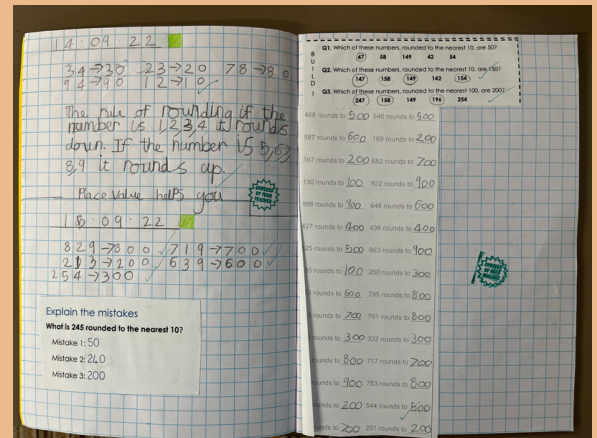 14.09.22
34→30 23→20 78→80
94→90 12→10
The rule of rounding if the
number is 1,2,3,4 it rounds
down. If the number is 5,6,7
8,9 it rounds up.
Place Value helps you
15.09.22
829→800 719→700
213→200 639→600
254→300
Explain the mistakes
What is 245 rounded to the nearest 10?
Mistake 1: 50
Mistake 2: 240
Mistake 3: 200
BUILD
Q1. Which of these numbers, rounded to the nearest 10, are 50?
47 58 149 42 54
Q2. Which of these numbers, rounded to the nearest 10, are 150?
147 158 149 142 154
Q3. Which of these numbers, rounded to the nearest 100, are 200?
247 158 149 196 254
468 rounds to 500 548 rounds to 500
587 rounds to 600 169 rounds to 200
167 rounds to 200 682 rounds to 700
130 rounds to 100 922 rounds to 900
888 rounds to 900 648 rounds to 600
427 rounds to 400 436 rounds to 400
rounds to 500 863 rounds to 900
rounds to 100 250 rounds to 300
rounds to 600 795 rounds to 800
rounds to 700 761 rounds to 800
rounds to 300 332 rounds to 300
rounds to 800 717 rounds to 700
rounds to 900 753 rounds to 800
rounds to 200 544 rounds to 500
rounds to 700 201 rounds to 200